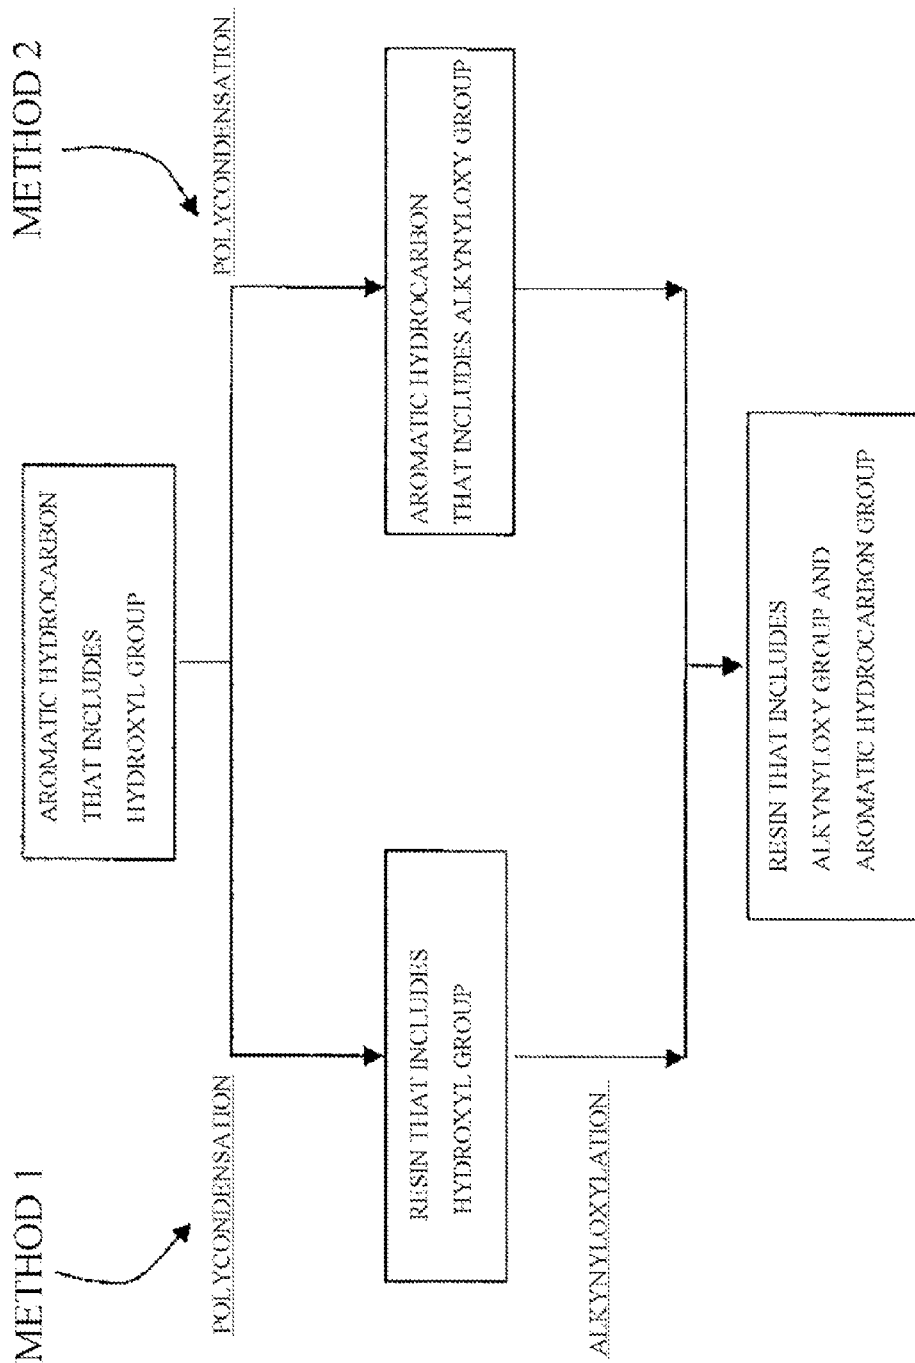 METHOD 1
METHOD 2
AROMATIC HYDROCARBON
THAT INCLUDES
HYDROXYL GROUP
POLYCONDENSATION
POLYCONDENSATION
RESIN THAT INCLUDES
HYDROXYL GROUP
AROMATIC HYDROCARBON
THAT INCLUDES ALKYNYLOXY GROUP
ALKYNYLOXYLATION
RESIN THAT INCLUDES
ALKYNYLOXY GROUP AND
AROMATIC HYDROCARBON GROUP